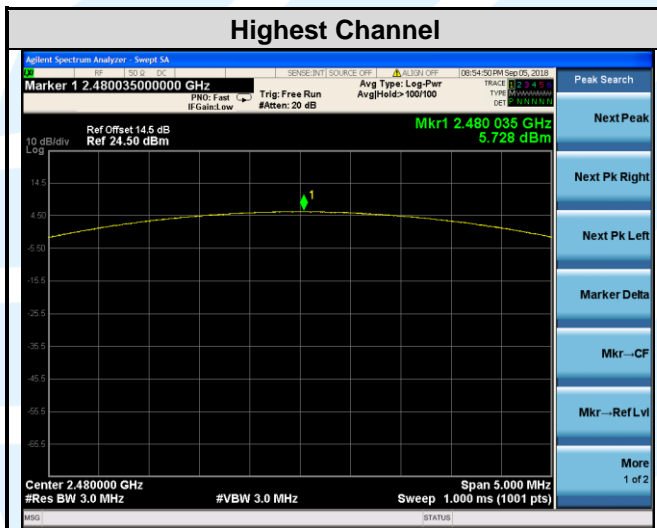 Highest Channel
Agilent Spectrum Analyzer - Swept SA
RF 50 Ω DC SENSE:INT SOURCE OFF ALIGN OFF 08:54:50 PM Sep 05, 2018
Marker 1 2.480035000000 GHz
PNO: Fast
IFGain:Low
Trig: Free Run
#Atten: 20 dB
Avg Type: Log-Pwr
Avg|Hold:>100/100
TRACE 1 2 3 4 5 6
TYPE
DET P N N N N N
Ref Offset 14.5 dB
Ref 24.50 dBm
10 dB/div
Log
Mkr1 2.480 035 GHz
5.728 dBm
1
14.5
4.50
-5.50
-15.5
-25.5
-35.5
-45.5
-55.5
-65.5
Center 2.480000 GHz
Span 5.000 MHz
#Res BW 3.0 MHz
#VBW 3.0 MHz
Sweep 1.000 ms (1001 pts)
MSG
STATUS
Peak Search
Next Peak
Next Pk Right
Next Pk Left
Marker Delta
Mkr→CF
Mkr→Ref Lvl
More
1 of 2